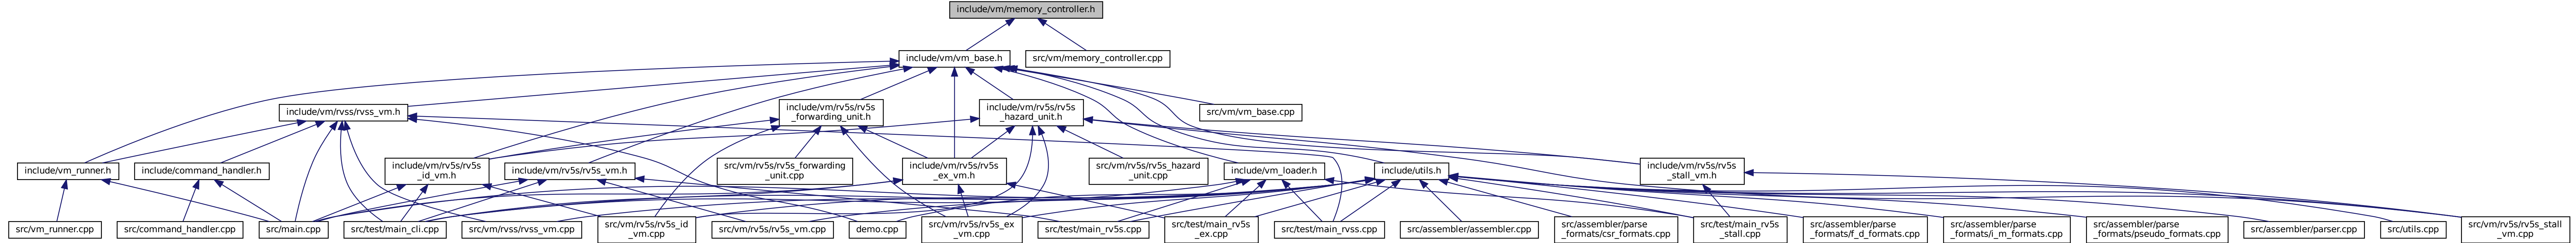 include/vm/memory_controller.h
include/vm/vm_base.h
src/vm/memory_controller.cpp
include/vm/rvss/rvss_vm.h
include/vm/rv5s/rv5s
_forwarding_unit.h
include/vm/rv5s/rv5s
_hazard_unit.h
src/vm/vm_base.cpp
include/vm_runner.h
include/command_handler.h
include/vm/rv5s/rv5s
_id_vm.h
include/vm/rv5s/rv5s_vm.h
src/vm/rv5s/rv5s_forwarding
_unit.cpp
include/vm/rv5s/rv5s
_ex_vm.h
src/vm/rv5s/rv5s_hazard
_unit.cpp
include/vm_loader.h
include/utils.h
include/vm/rv5s/rv5s
_stall_vm.h
src/vm_runner.cpp
src/command_handler.cpp
src/main.cpp
src/test/main_cli.cpp
src/vm/rvss/rvss_vm.cpp
src/vm/rv5s/rv5s_id
_vm.cpp
src/vm/rv5s/rv5s_vm.cpp
demo.cpp
src/vm/rv5s/rv5s_ex
_vm.cpp
src/test/main_rv5s.cpp
src/test/main_rv5s
_ex.cpp
src/test/main_rvss.cpp
src/assembler/assembler.cpp
src/assembler/parse
_formats/csr_formats.cpp
src/test/main_rv5s
_stall.cpp
src/assembler/parse
_formats/f_d_formats.cpp
src/assembler/parse
_formats/i_m_formats.cpp
src/assembler/parse
_formats/pseudo_formats.cpp
src/assembler/parser.cpp
src/utils.cpp
src/vm/rv5s/rv5s_stall
_vm.cpp